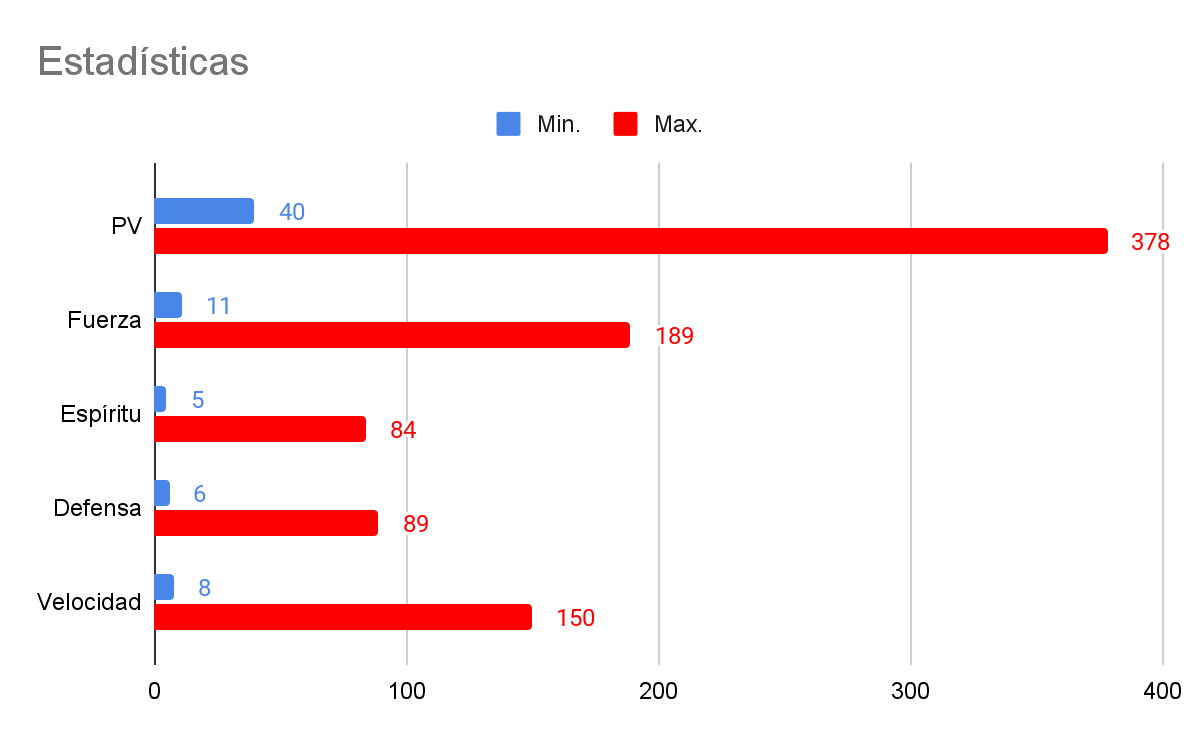 Estadísticas
Min. Max.
PV 40
378
Fuerza 11
189
Espíritu 5
84
Defensa 6
89
Velocidad 8
150
0 100 200 300 400